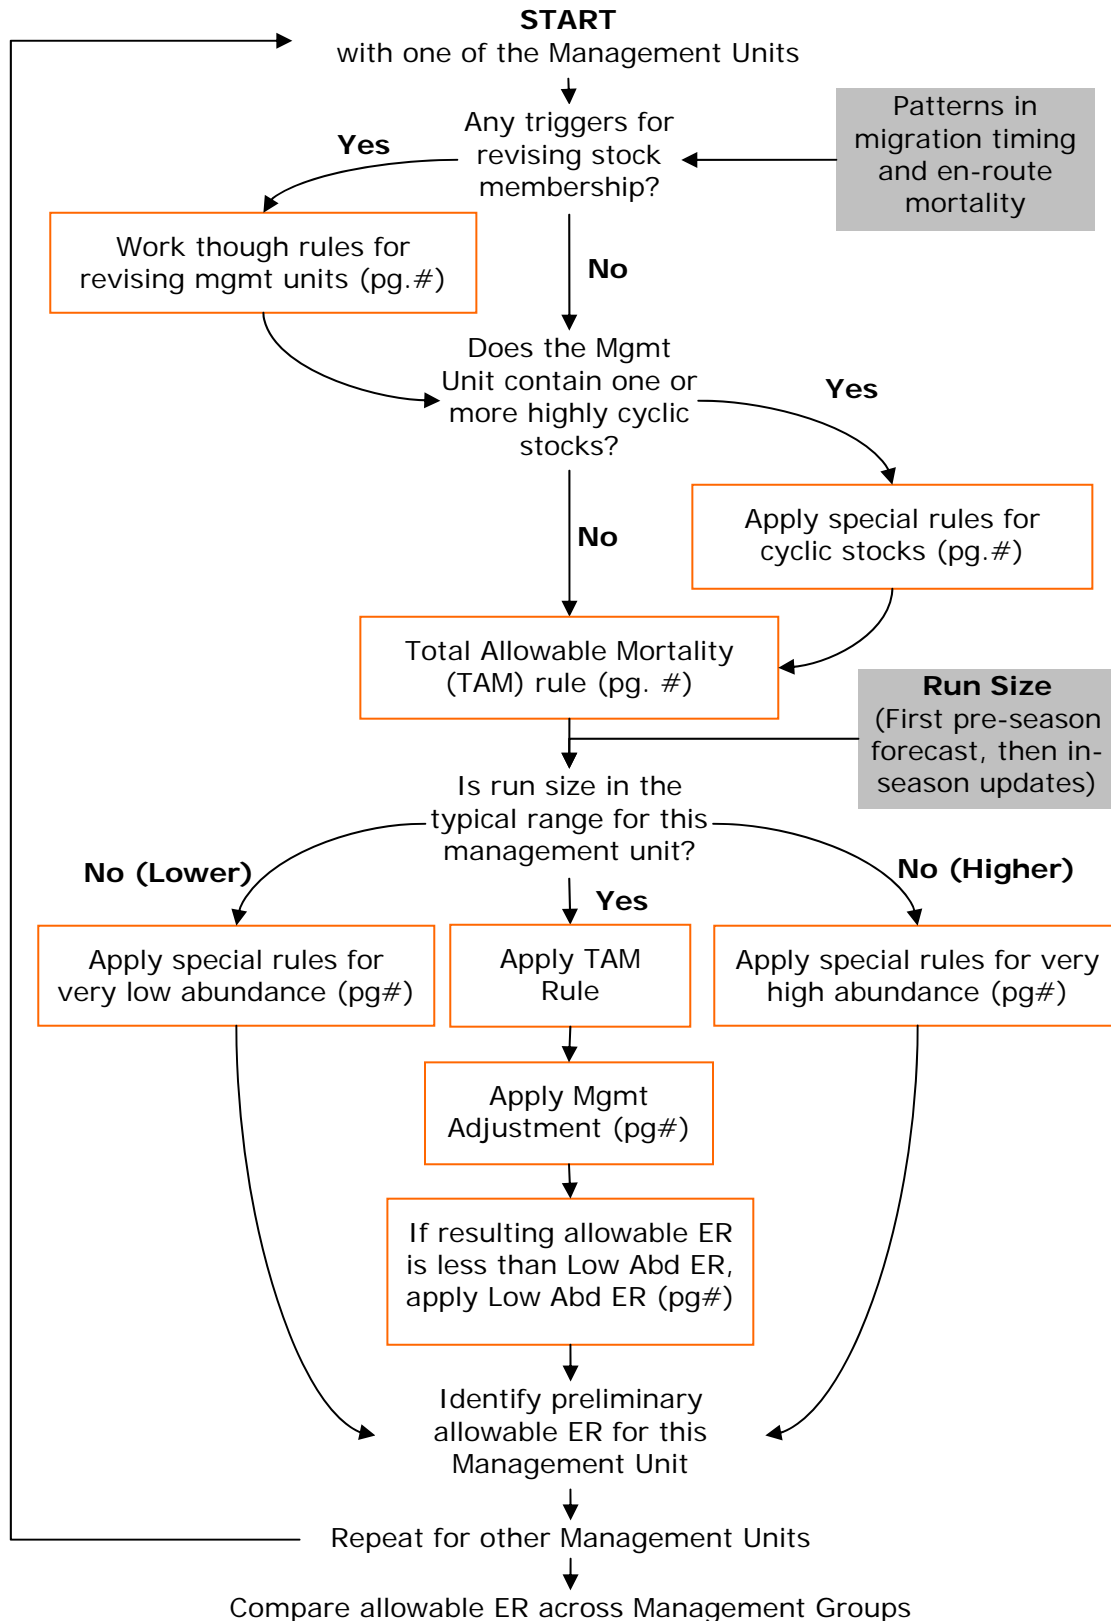 START
with one of the Management Units
Any triggers for
revising stock
membership?
Patterns in
migration timing
and en-route
mortality
Yes
Work though rules for
revising mgmt units (pg.#)
No
Does the Mgmt
Unit contain one or
more highly cyclic
stocks?
Yes
Apply special rules for
cyclic stocks (pg.#)
No
Total Allowable Mortality
(TAM) rule (pg. #)
Run Size
(First pre-season
forecast, then in-
season updates)
Is run size in the
typical range for this
management unit?
No (Lower)
Yes
No (Higher)
Apply special rules for
very low abundance (pg#)
Apply TAM
Rule
Apply special rules for very
high abundance (pg#)
Apply Mgmt
Adjustment (pg#)
If resulting allowable ER
is less than Low Abd ER,
apply Low Abd ER (pg#)
Identify preliminary
allowable ER for this
Management Unit
Repeat for other Management Units
Compare allowable ER across Management Groups